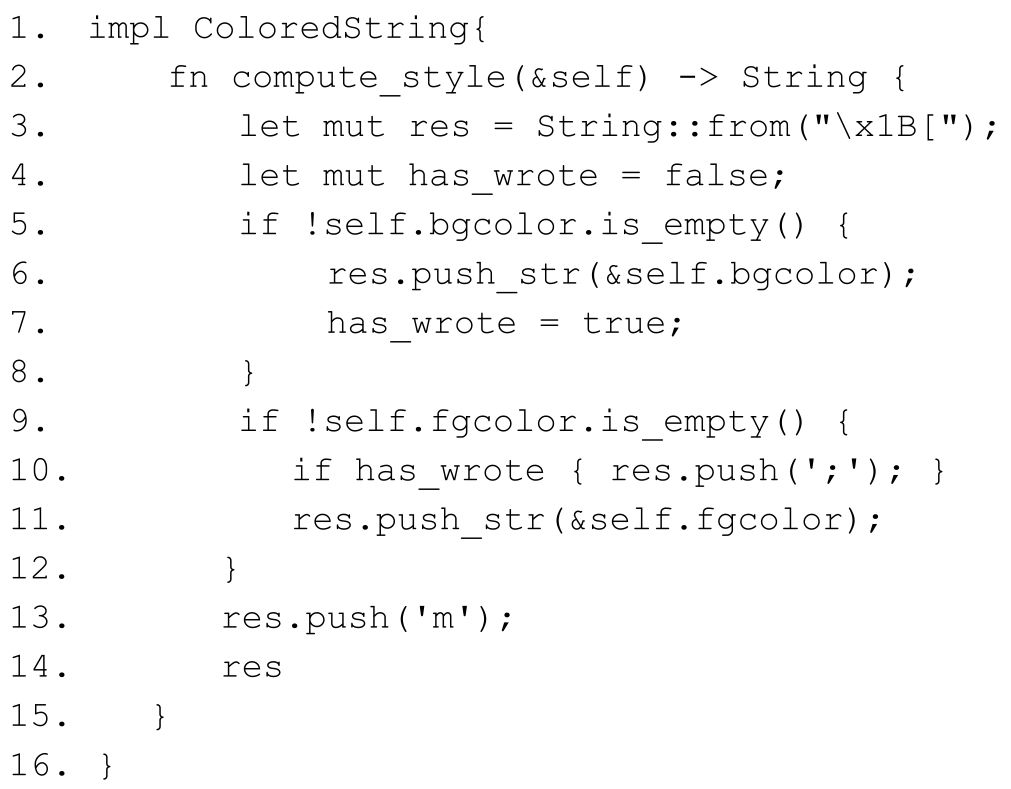 1. impl ColoredString{
2. fn compute_style(&self) -> String {
3. let mut res = String::from("\x1B[");
4. let mut has_wrote = false;
5. if !self.bgcolor.is_empty() {
6. res.push_str(&self.bgcolor);
7. has_wrote = true;
8. }
9. if !self.fgcolor.is_empty() {
10. if has_wrote { res.push(';'); }
11. res.push_str(&self.fgcolor);
12. }
13. res.push('m');
14. res
15. }
16. }